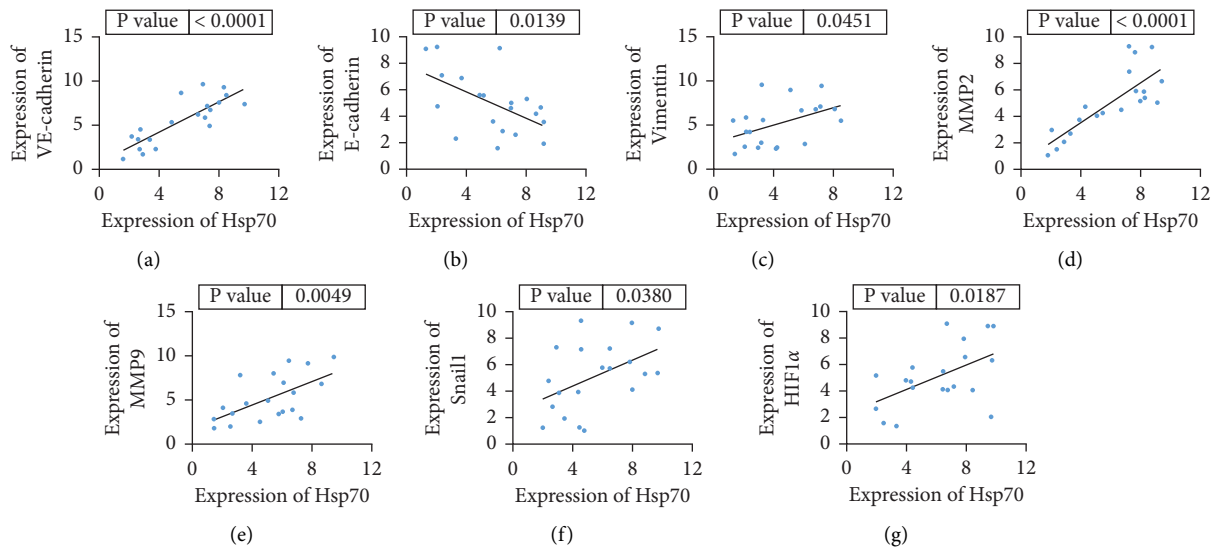 P value < 0.0001
Expression of
VE-cadherin
15
10
5
0
0 4 8 12
Expression of Hsp70
(a)
P value 0.0139
Expression of
E-cadherin
10
8
6
4
2
0
0 4 8 12
Expression of Hsp70
(b)
P value 0.0451
Expression of
Vimentin
15
10
5
0
0 4 8 12
Expression of Hsp70
(c)
P value < 0.0001
Expression of
MMP2
10
8
6
4
2
0
0 4 8 12
Expression of Hsp70
(d)
P value 0.0049
Expression of
MMP9
15
10
5
0
0 4 8 12
Expression of Hsp70
(e)
P value 0.0380
Expression of
Snail1
10
8
6
4
2
0
0 4 8 12
Expression of Hsp70
(f)
P value 0.0187
Expression of
HIF1α
10
8
6
4
2
0
0 4 8 12
Expression of Hsp70
(g)